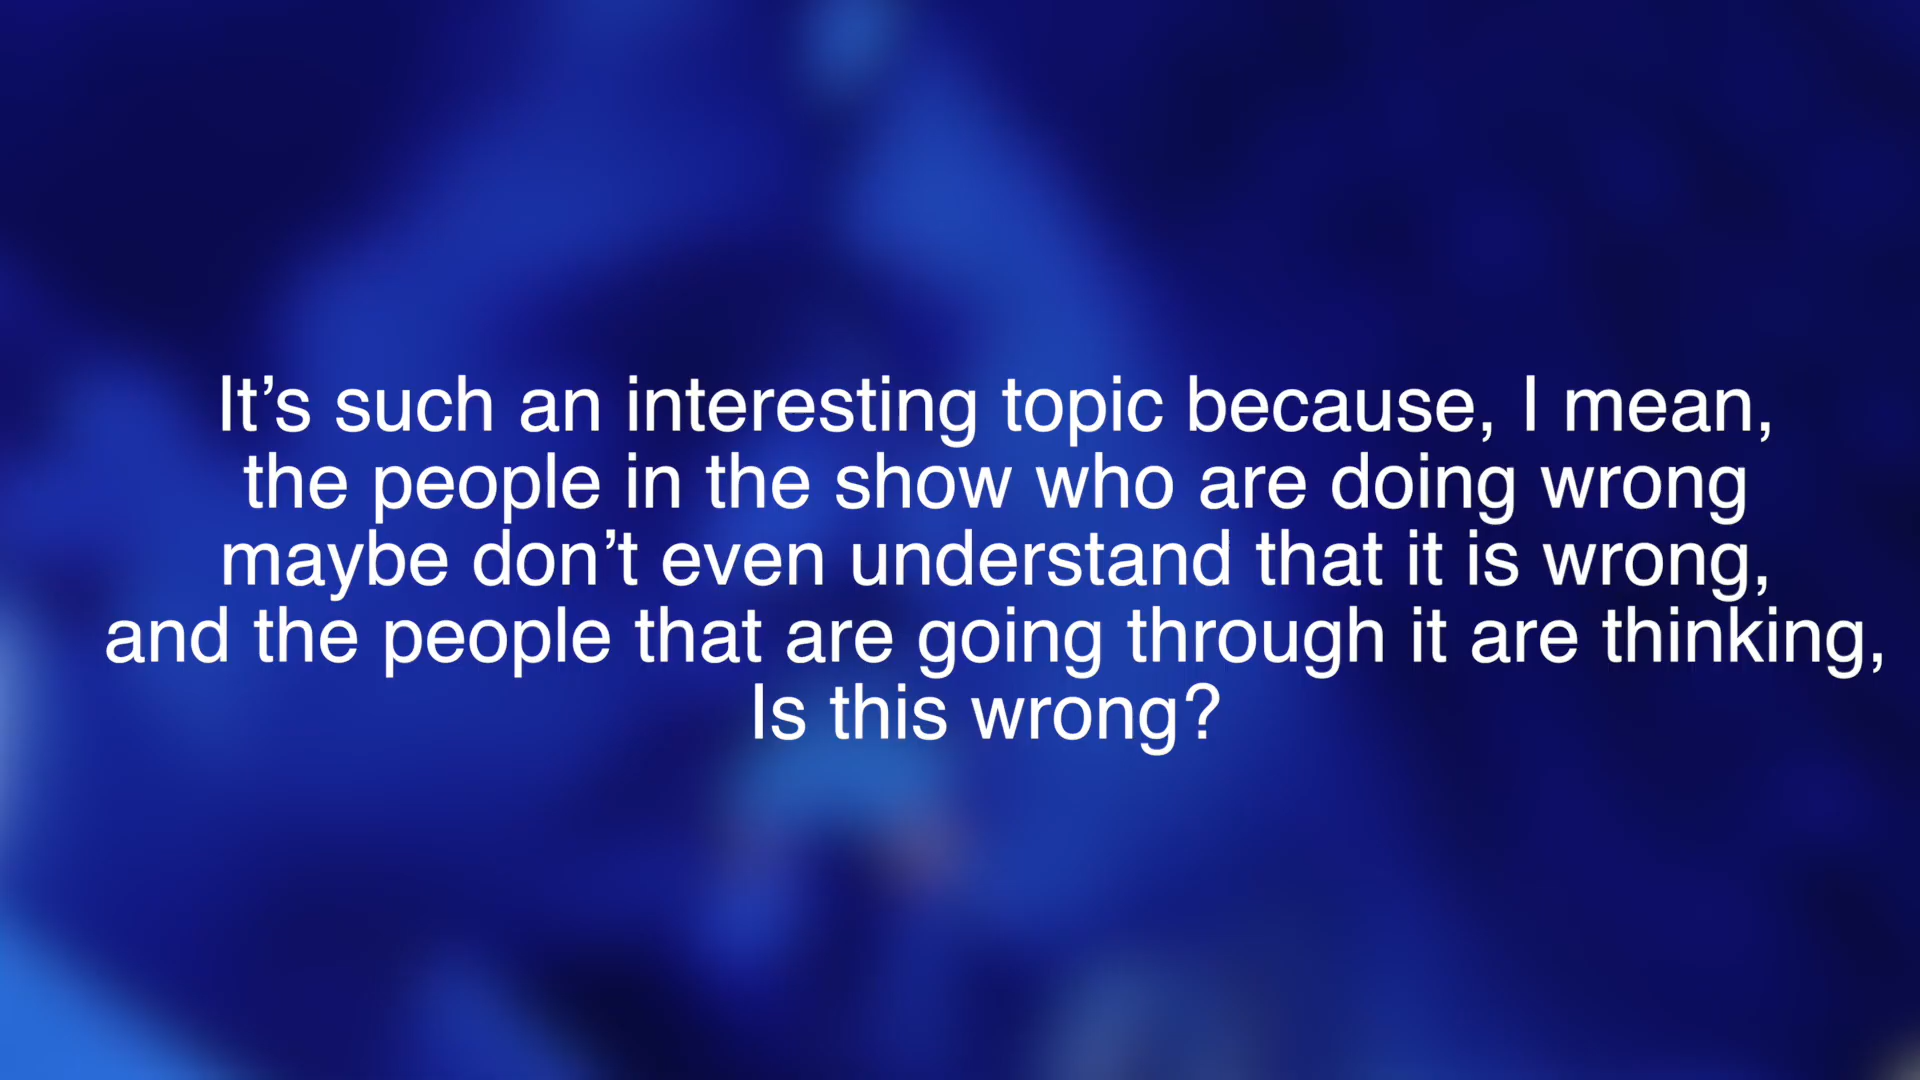 It’s such an interesting topic because, I mean,
the people in the show who are doing wrong
maybe don’t even understand that it is wrong,
and the people that are going through it are thinking,
Is this wrong?